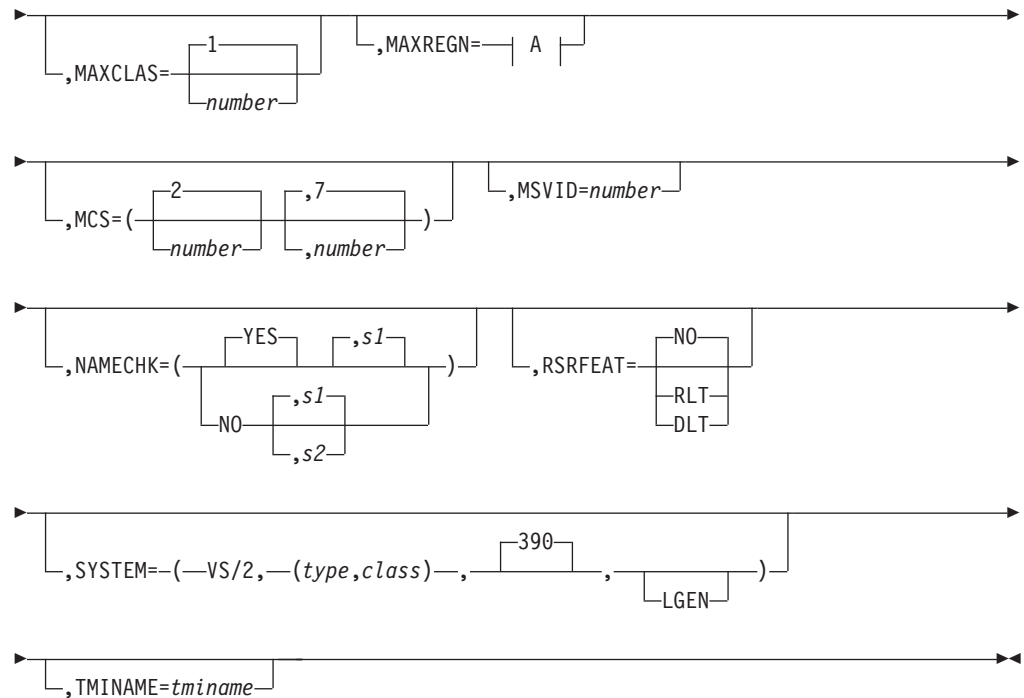 1
,MAXREGN= A
,MAXCLAS=
number
2 ,7
,MSVID=number
,MCS=( )
number ,number
YES ,s1
NO
,NAMECHK=( )
,RSRFEAT=
,s1
RLT
NO
DLT
,s2
390
,SYSTEM=(VS/2,(type,class), , )
LGEN
,TMINAME=tminame